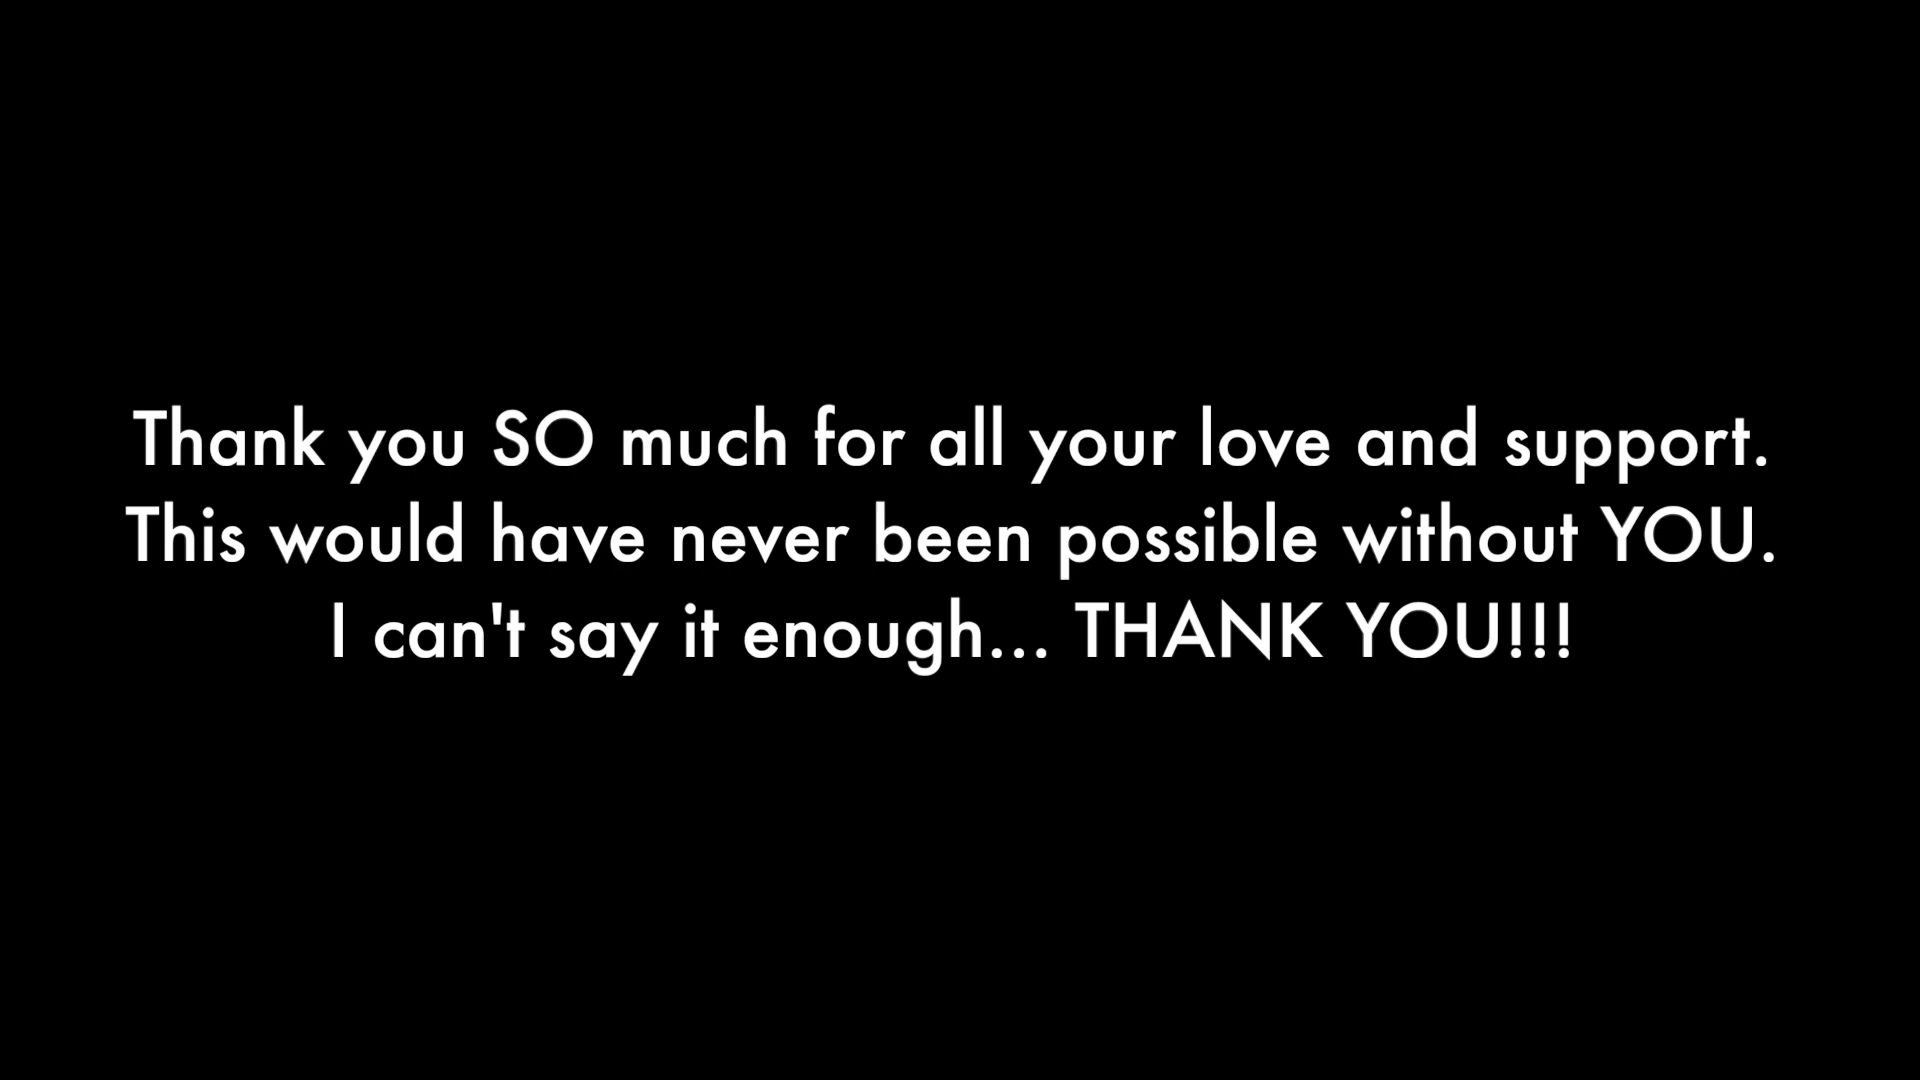 Thank you SO much for all your love and support.
This would have never been possible without YOU.
I can't say it enough... THANK YOU!!!